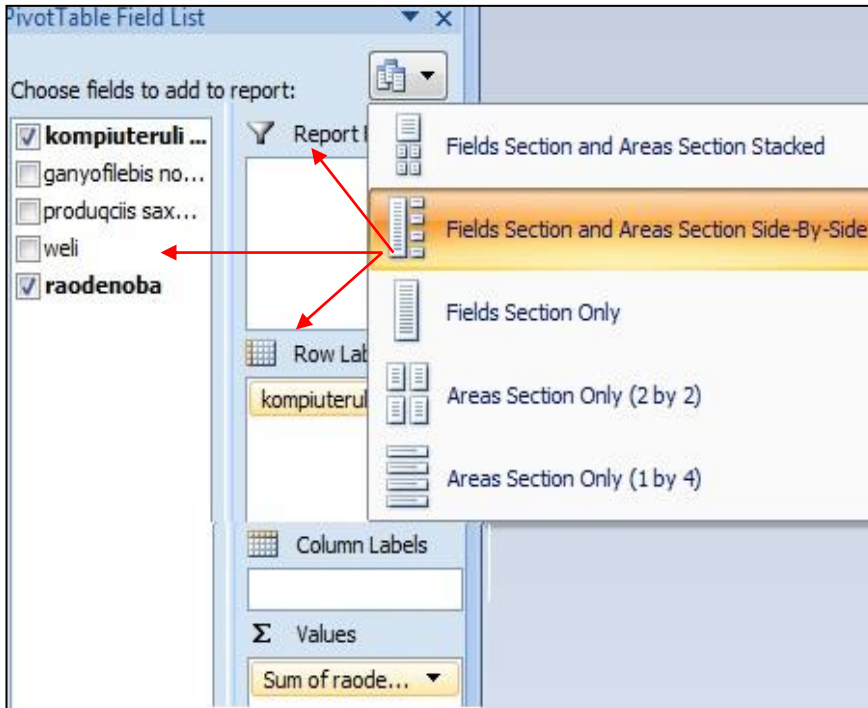 PivotTable Field List
Choose fields to add to report:
kompiuteruli ...
ganyofilebis no...
produqciis sax...
weli
raodenoba
Report
Row Lab
kompiuterul
Column Labels
Σ Values
Sum of raode...
Fields Section and Areas Section Stacked
Fields Section and Areas Section Side-By-Side
Fields Section Only
Areas Section Only (2 by 2)
Areas Section Only (1 by 4)